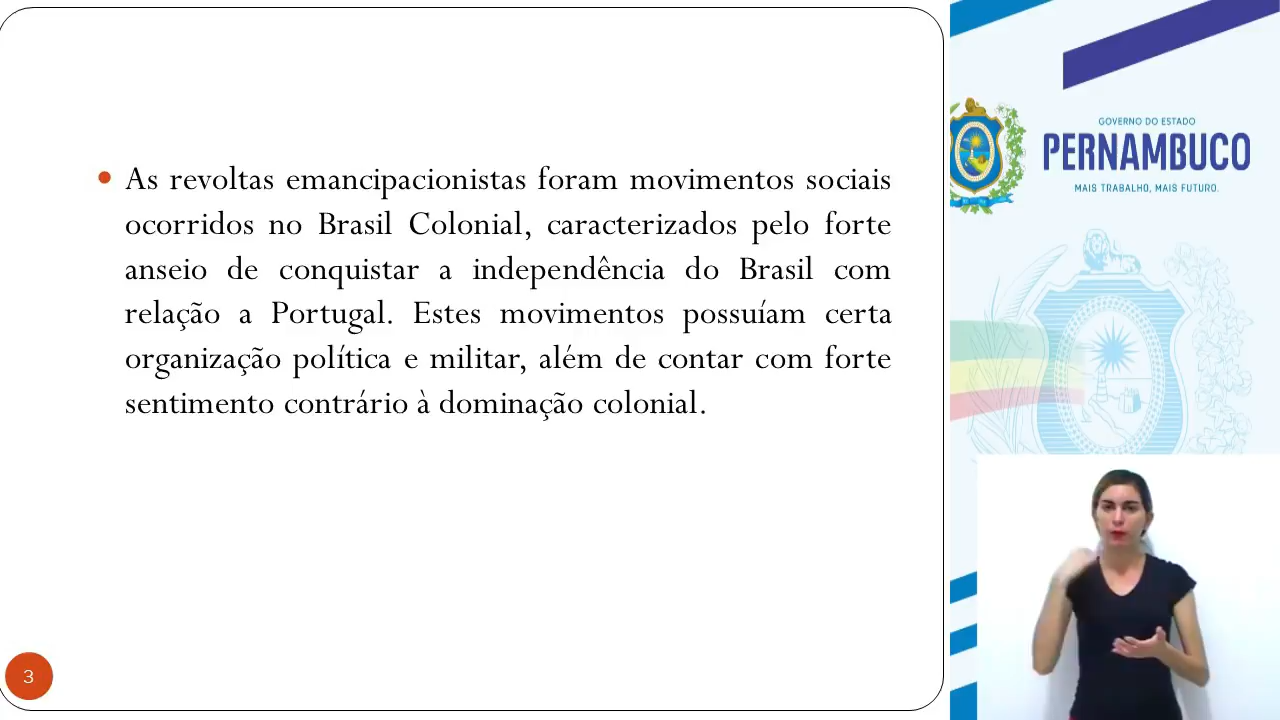 As revoltas emancipacionistas foram movimentos sociais
ocorridos no Brasil Colonial, caracterizados pelo forte
anseio de conquistar a independência do Brasil com
relação a Portugal. Estes movimentos possuíam certa
organização política e militar, além de contar com forte
sentimento contrário à dominação colonial.
3
GOVERNO DO ESTADO
PERNAMBUCO
MAIS TRABALHO, MAIS FUTURO.